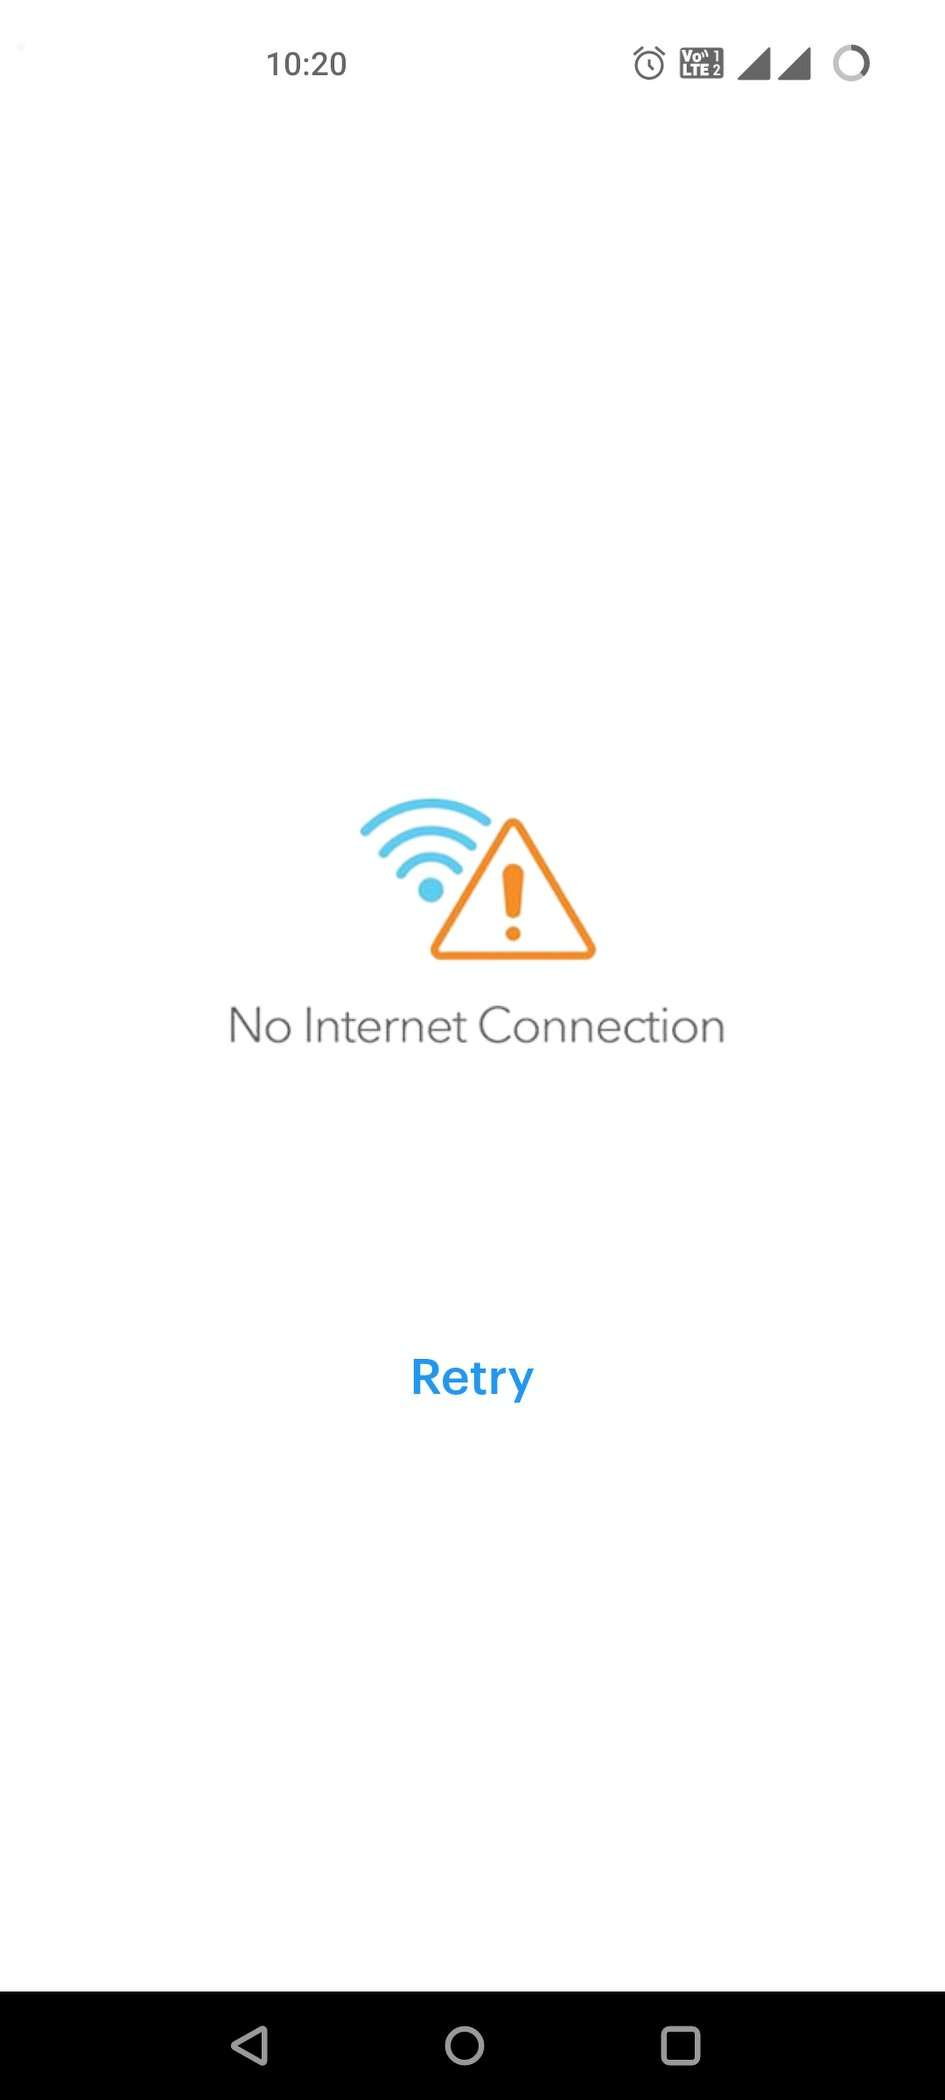 10:20 Vo 1
LTE 2
No Internet Connection
Retry